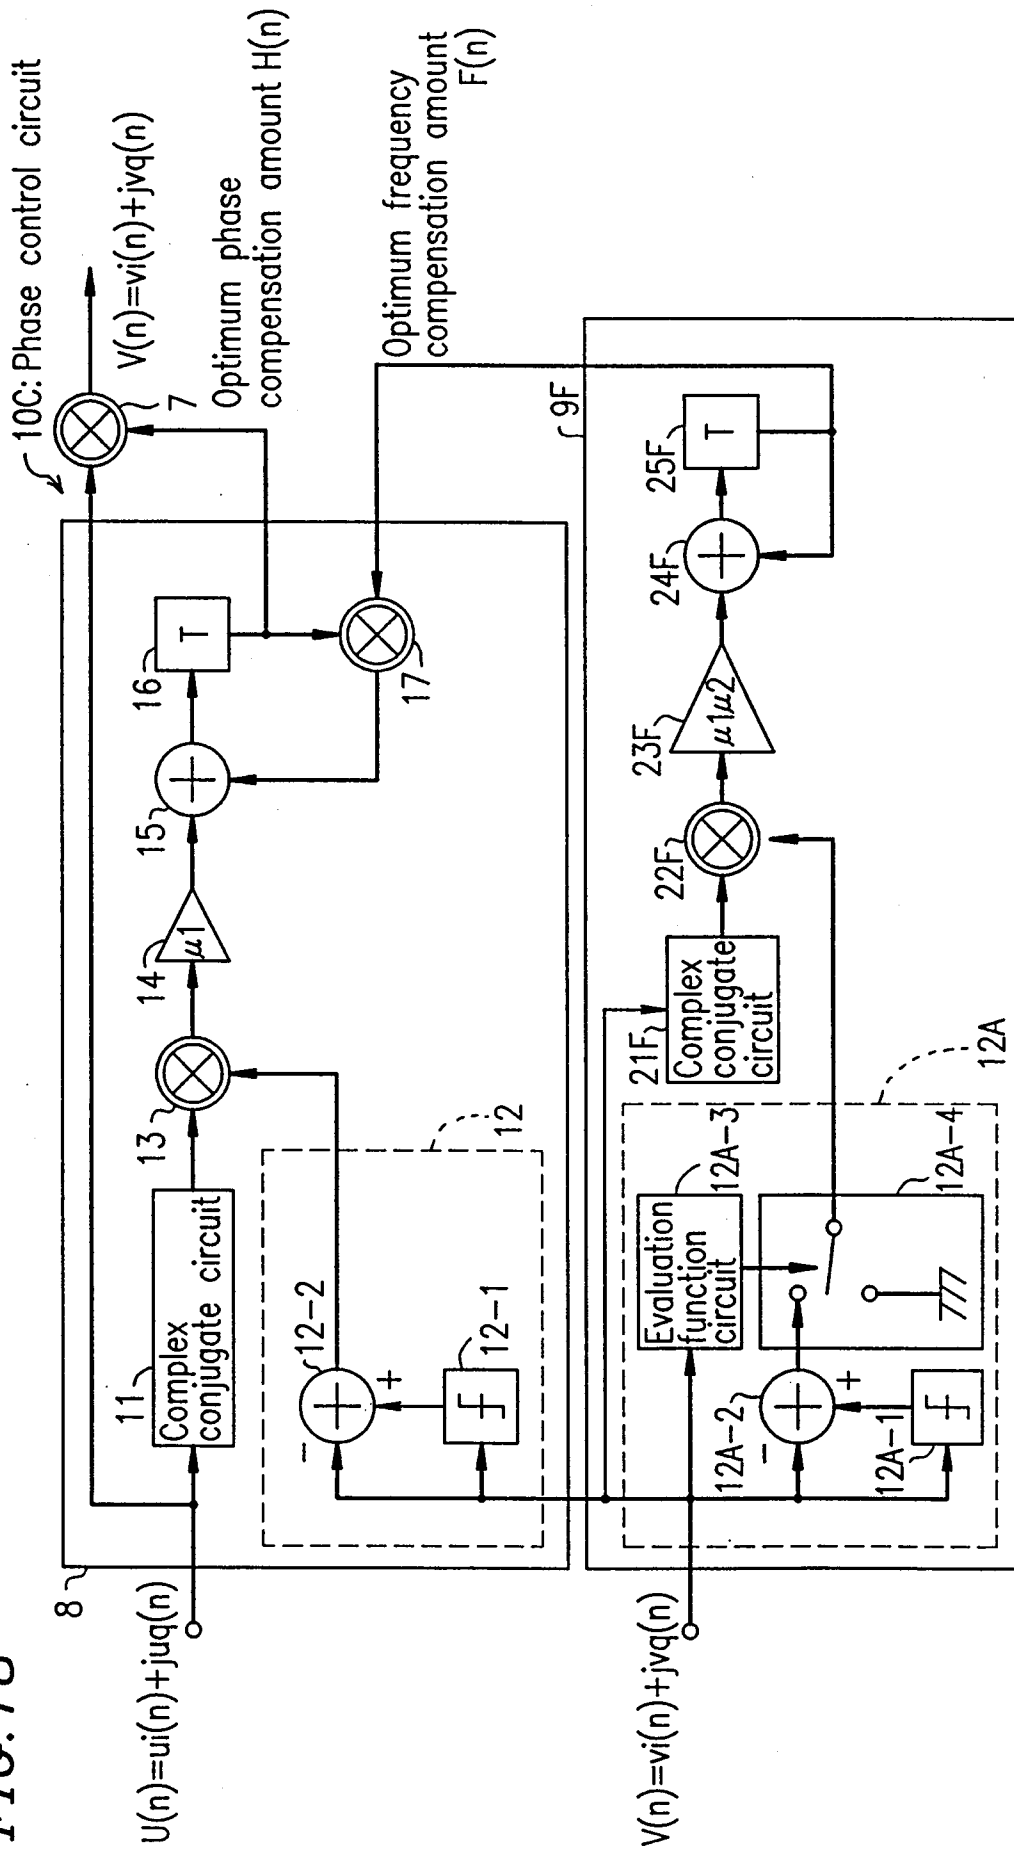 10C: Phase control circuit
V(n)=vi(n)+jvq(n)
7
Optimum phase
compensation amount H(n)
Optimum frequency
compensation amount
F(n)
8
U(n)=ui(n)+juq(n)
11
Complex
conjugate circuit
13
14
μ1
15
16
T
17
12
12-2
-
+
12-1
9F
V(n)=vi(n)+jvq(n)
21F
Complex
conjugate
circuit
22F
23F
μ1μ2
24F
25F
T
12A
Evaluation
function
circuit
12A-3
12A-4
12A-2
-
+
12A-1